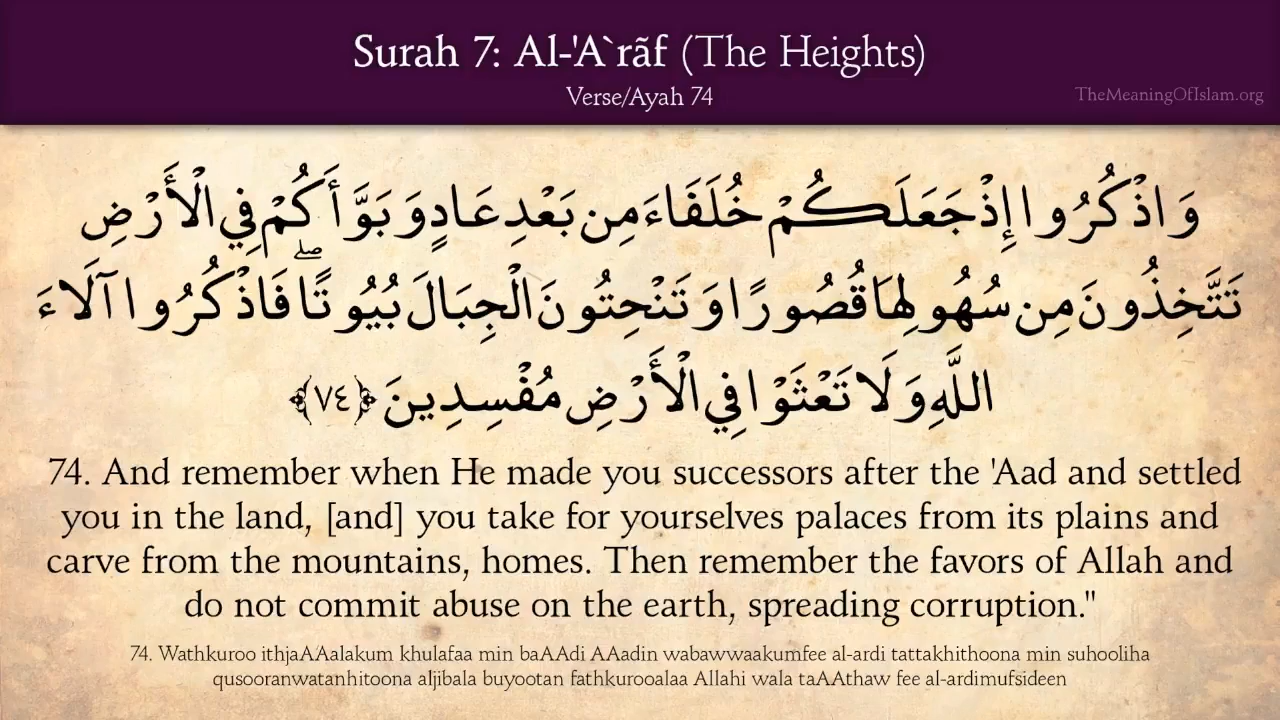 Surah 7: Al-'A`rãf (The Heights)
Verse/Ayah 74
TheMeaningOfIslam.org
وَاذْكُرُوا إِذْ جَعَلَكُمْ خُلَفَاءَ مِن بَعْدِ عَادٍ وَبَوَّأَكُمْ فِي الْأَرْضِ
تَتَّخِذُونَ مِن سُهُولِهَا قُصُورًا وَتَنْحِتُونَ الْجِبَالَ بُيُوتًا ۖ فَاذْكُرُوا آلَاءَ
اللَّهِ وَلَا تَعْثَوْا فِي الْأَرْضِ مُفْسِدِينَ ﴿٧٤﴾
74. And remember when He made you successors after the 'Aad and settled
you in the land, [and] you take for yourselves palaces from its plains and
carve from the mountains, homes. Then remember the favors of Allah and
do not commit abuse on the earth, spreading corruption."
74. Wathkuroo ithjaAAalakum khulafaa min baAAdi AAadin wabawwaakumfee al-ardi tattakhithoona min suhooliha
qusooranwatanhitoona aljibala buyootan fathkurooalaa Allahi wala taAAthaw fee al-ardimufsideen